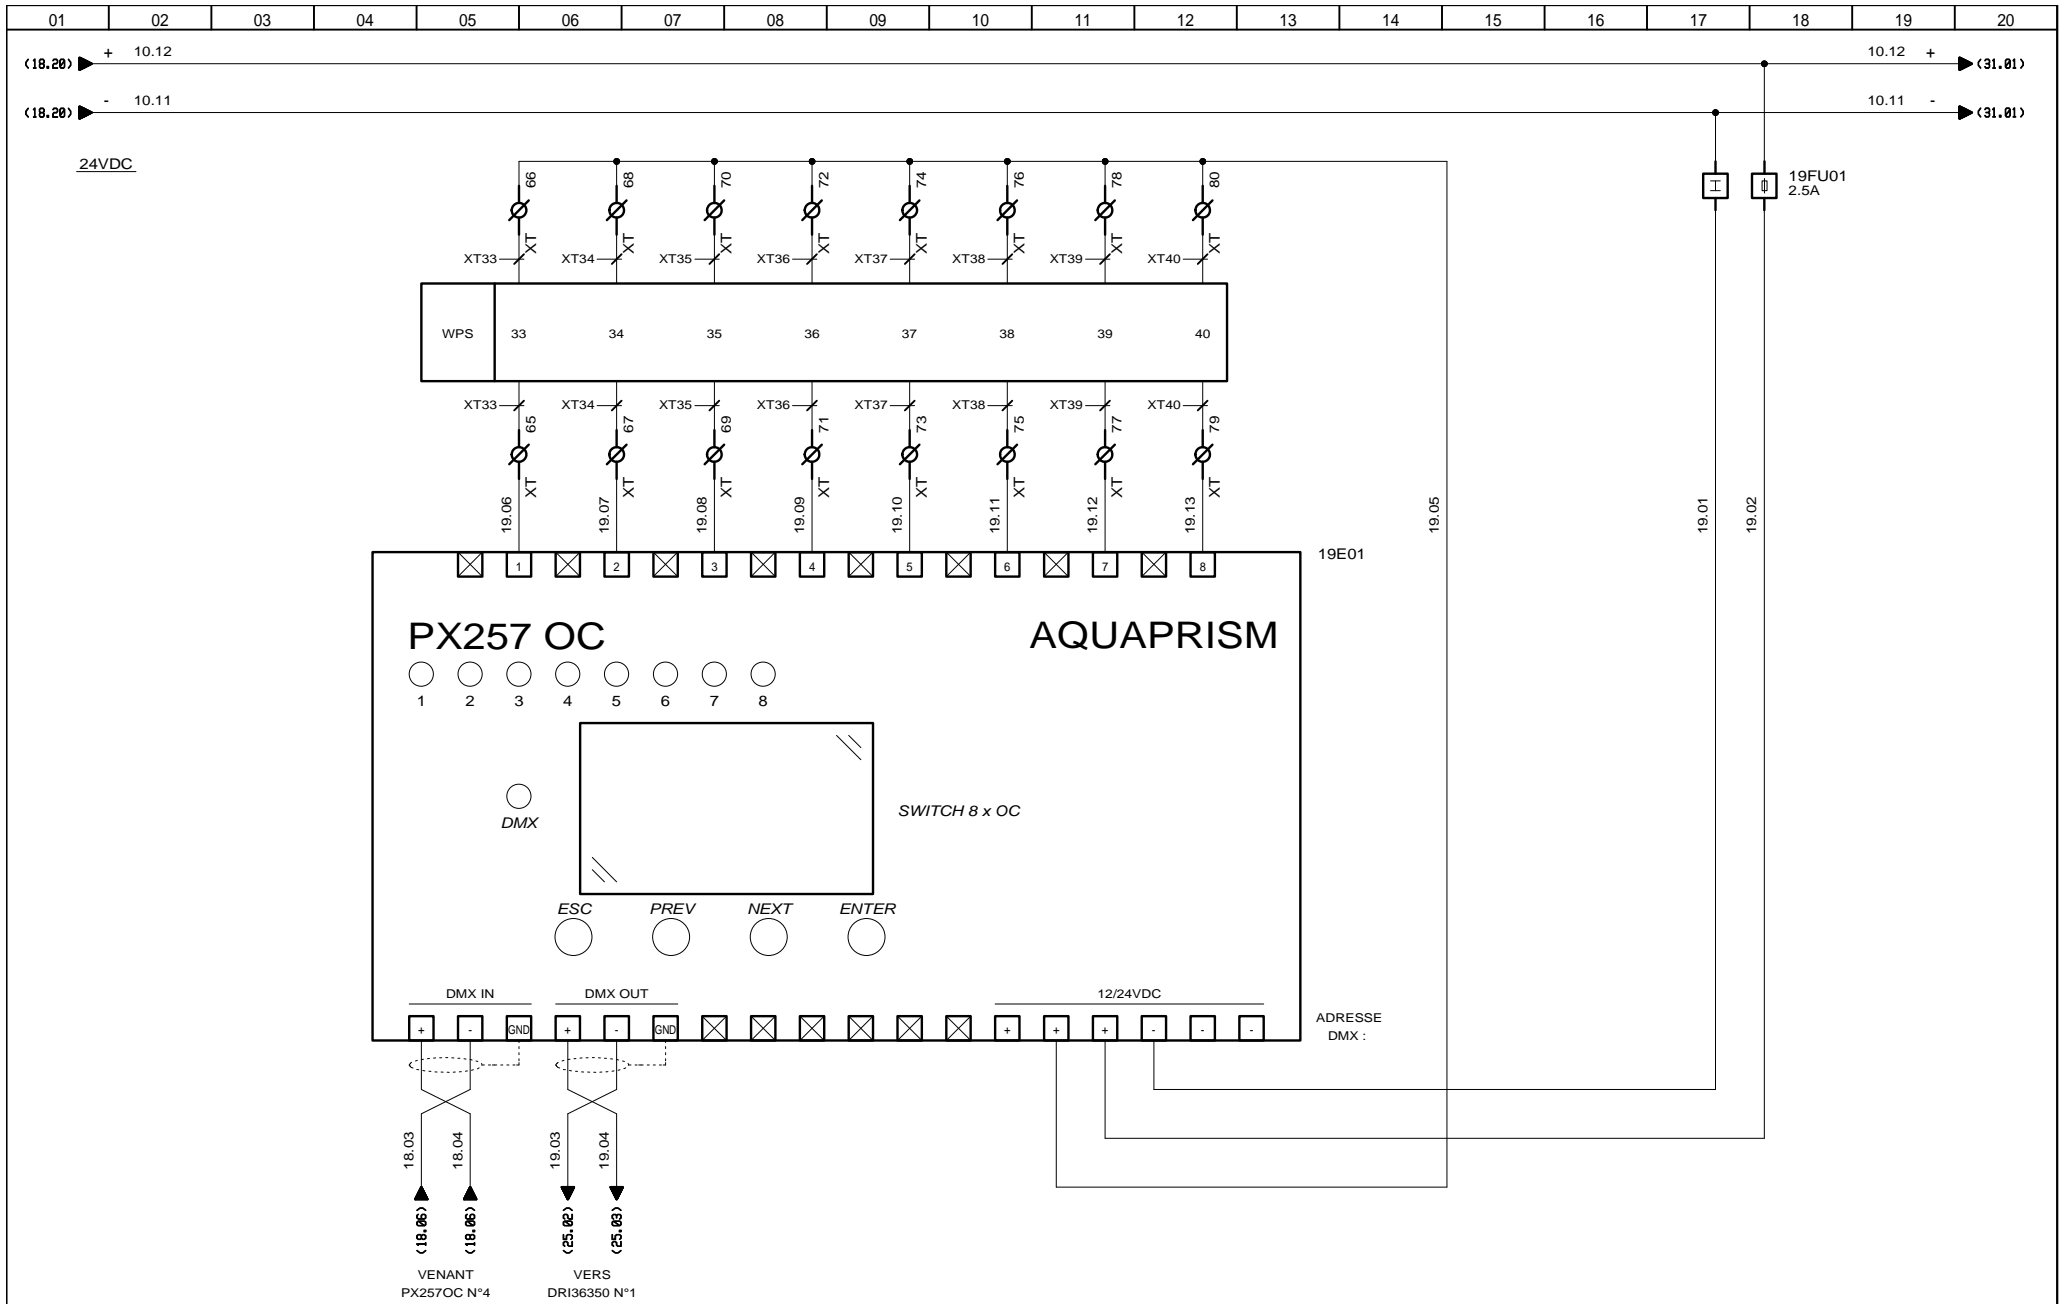 01 02 03 04 05 06 07 08 09 10 11 12 13 14 15 16 17 18 19 20
(18.20) + 10.12 10.12 + (31.01)
(18.20) - 10.11 10.11 - (31.01)
24VDC
66 68 70 72 74 76 78 80
19FU01
2.5A
XT XT XT XT XT XT XT XT
XT33 XT34 XT35 XT36 XT37 XT38 XT39 XT40
WPS 33 34 35 36 37 38 39 40
XT33 XT34 XT35 XT36 XT37 XT38 XT39 XT40
65 67 69 71 73 75 77 79
XT XT XT XT XT XT XT XT
19.06 19.07 19.08 19.09 19.10 19.11 19.12 19.13 19.05 19.01 19.02
19E01
1 2 3 4 5 6 7 8
PX257 OC AQUAPRISM
1 2 3 4 5 6 7 8
DMX
SWITCH 8 x OC
ESC PREV NEXT ENTER
DMX IN DMX OUT 12/24VDC
+ - GND + - GND + + + - - -
ADRESSE
DMX :
18.03 18.04 19.03 19.04
(18.06) (18.06) (25.02) (25.03)
VENANT
PX257OC N°4
VERS
DRI36350 N°1